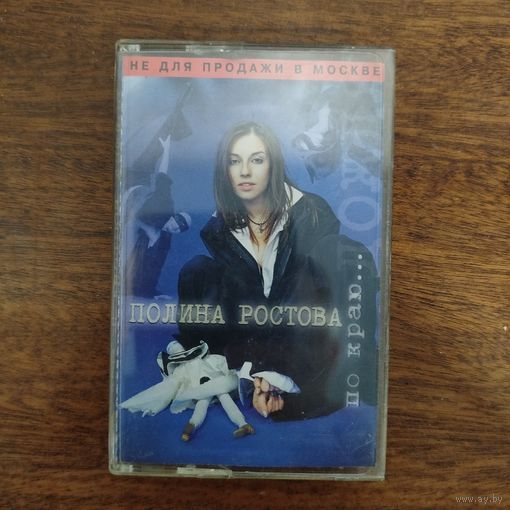 НЕ ДЛЯ ПРОДАЖИ В МОСКВЕ
ПОЛИНА РОСТОВА
по краю...
www.ay.by